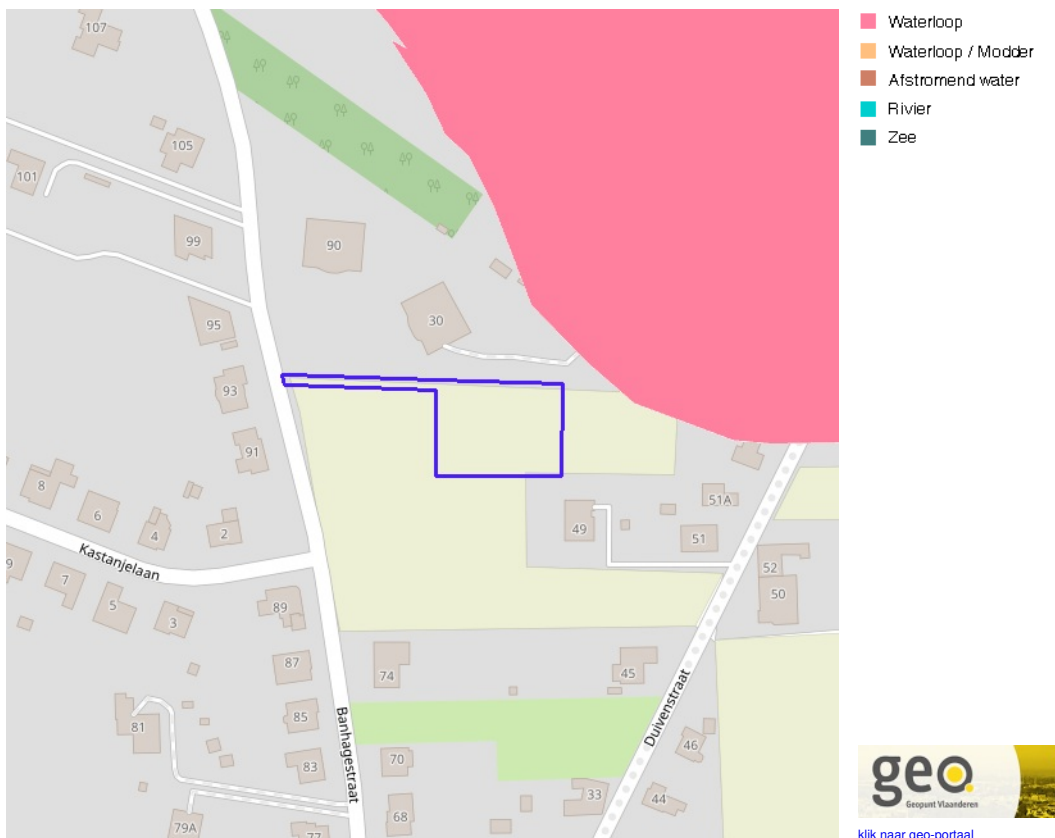 107
105
101
99
90
95
30
93
91
8
6
4
2
Kastanjelaan
9
7
5
3
89
87
85
83
81
79A
77
Banhagestraat
74
70
68
49
51A
51
52
50
45
Duivenstraat
46
44
33
Waterloop
Waterloop / Modder
Afstromend water
Rivier
Zee
geo
Geopunt Vlaanderen
klik naar geo-portaal